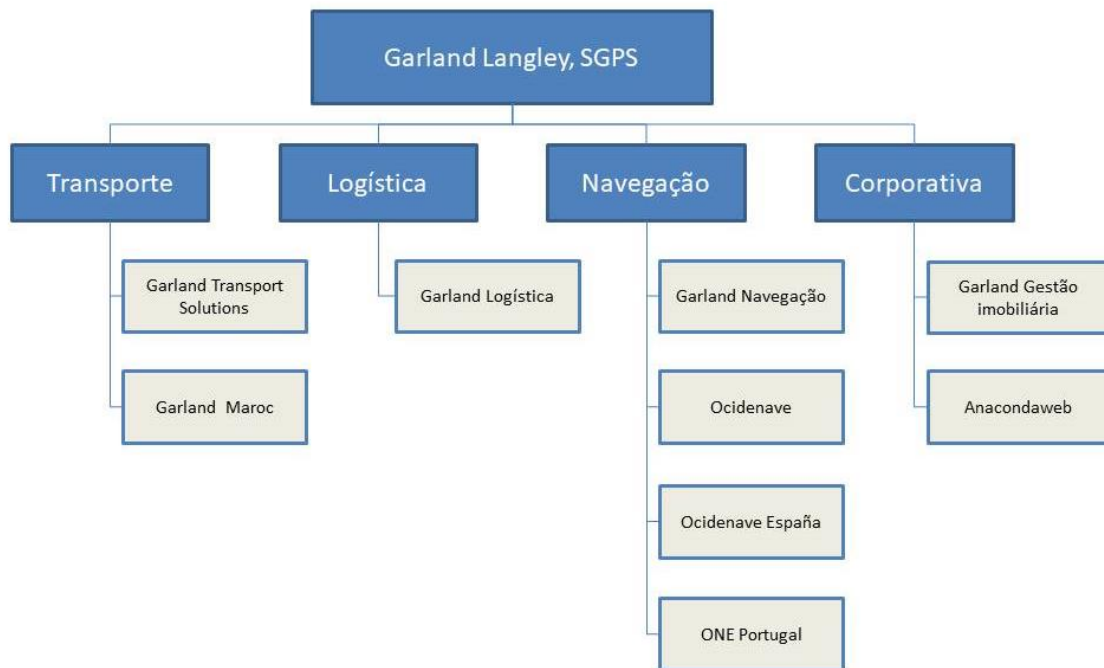 Garland Langley, SGPS
Transporte
Logística
Navegação
Corporativa
Garland Transport
Solutions
Garland Maroc
Garland Logística
Garland Navegação
Ocidenave
Ocidenave España
ONE Portugal
Garland Gestão
imobiliária
Anacondaweb